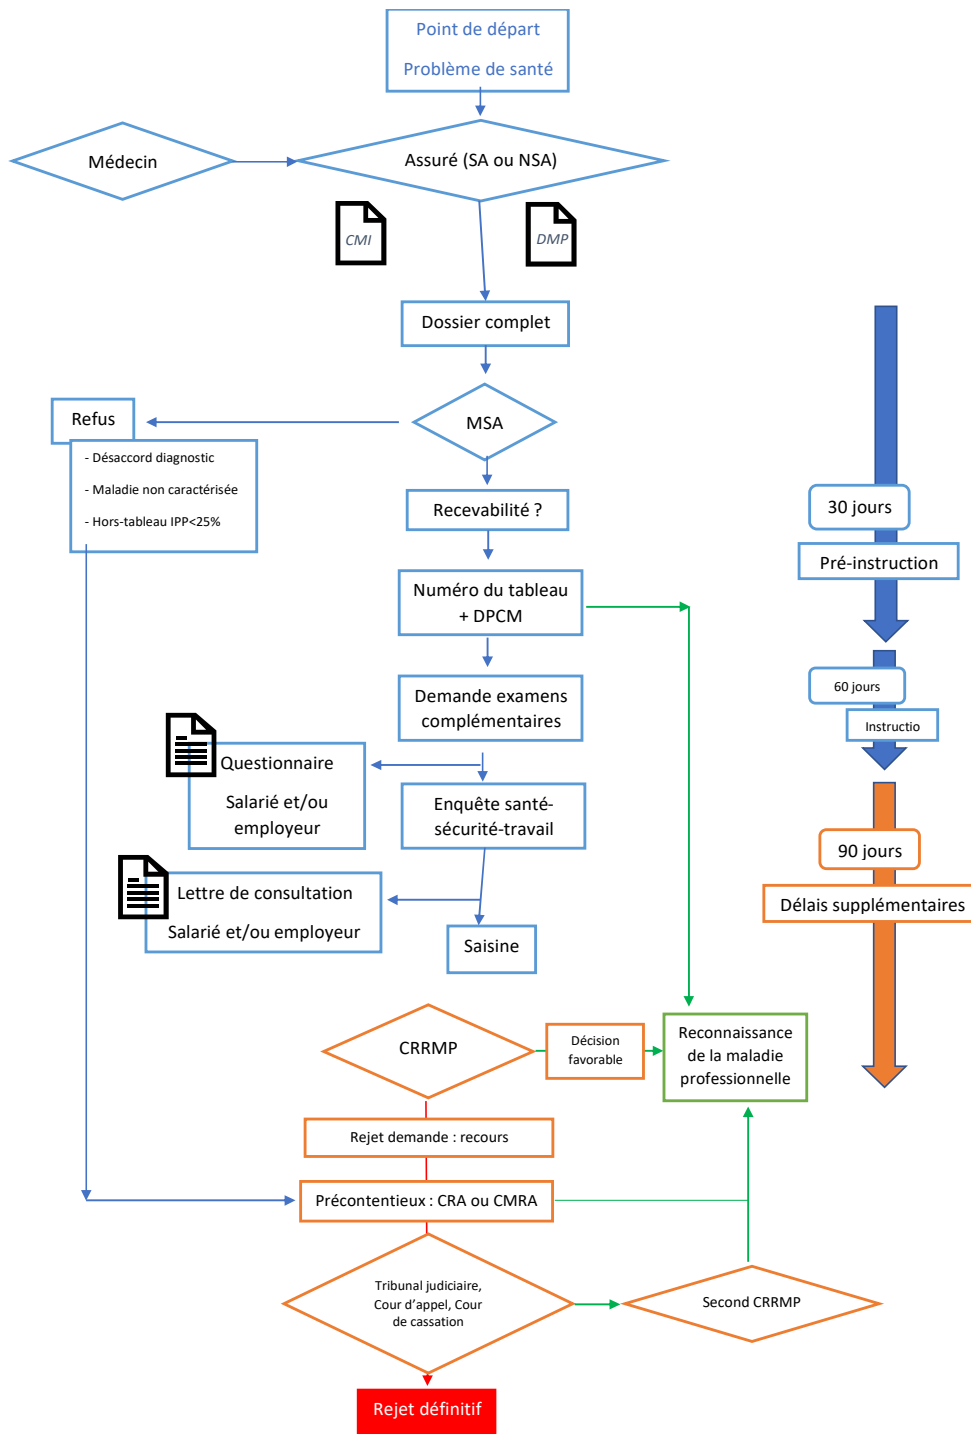 Point de départ
Problème de santé
Médecin
Assuré (SA ou NSA)
CMI
DMP
Dossier complet
MSA
Refus
- Désaccord diagnostic
- Maladie non caractérisée
- Hors-tableau IPP<25%
Recevabilité ?
30 jours
Pré-instruction
Numéro du tableau
+ DPCM
60 jours
Instructio
Demande examens
complémentaires
Questionnaire
Salarié et/ou
employeur
Enquête santé-
sécurité-travail
90 jours
Délais supplémentaires
Lettre de consultation
Salarié et/ou employeur
Saisine
CRRMP
Décision
favorable
Reconnaissance
de la maladie
professionnelle
Rejet demande : recours
Précontentieux : CRA ou CMRA
Tribunal judiciaire,
Cour d’appel, Cour
de cassation
Second CRRMP
Rejet définitif